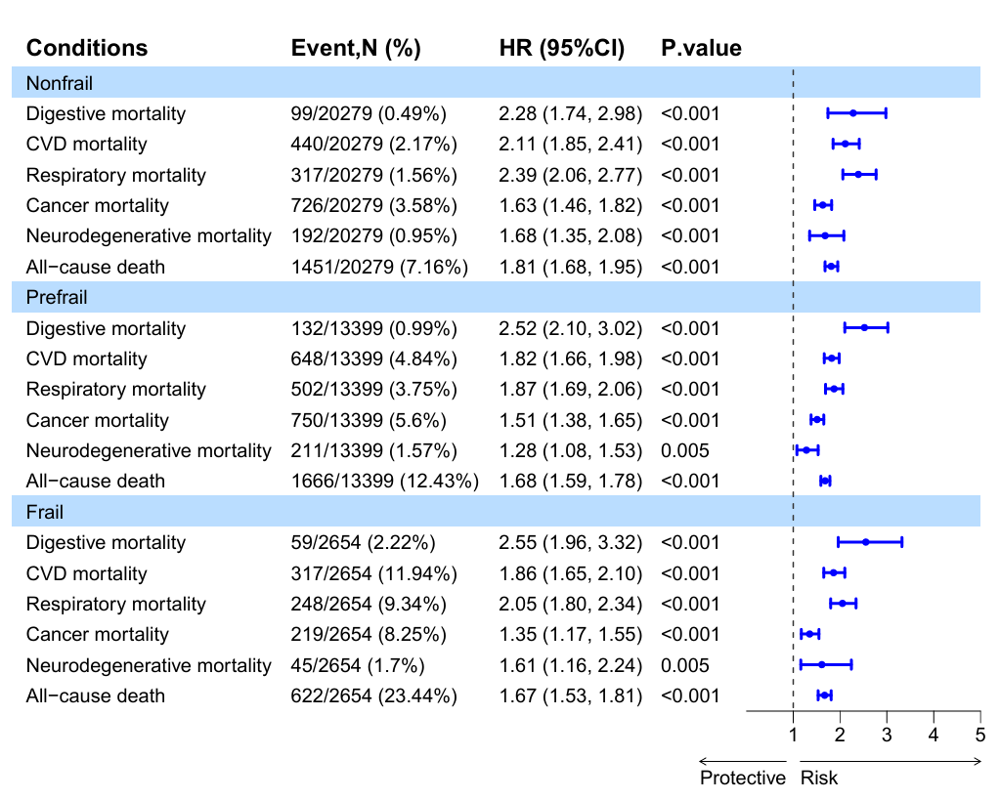 Conditions Event,N (%) HR (95%CI) P.value
Nonfrail
Digestive mortality 99/20279 (0.49%) 2.28 (1.74, 2.98) <0.001
CVD mortality 440/20279 (2.17%) 2.11 (1.85, 2.41) <0.001
Respiratory mortality 317/20279 (1.56%) 2.39 (2.06, 2.77) <0.001
Cancer mortality 726/20279 (3.58%) 1.63 (1.46, 1.82) <0.001
Neurodegenerative mortality 192/20279 (0.95%) 1.68 (1.35, 2.08) <0.001
All−cause death 1451/20279 (7.16%) 1.81 (1.68, 1.95) <0.001
Prefrail
Digestive mortality 132/13399 (0.99%) 2.52 (2.10, 3.02) <0.001
CVD mortality 648/13399 (4.84%) 1.82 (1.66, 1.98) <0.001
Respiratory mortality 502/13399 (3.75%) 1.87 (1.69, 2.06) <0.001
Cancer mortality 750/13399 (5.6%) 1.51 (1.38, 1.65) <0.001
Neurodegenerative mortality 211/13399 (1.57%) 1.28 (1.08, 1.53) 0.005
All−cause death 1666/13399 (12.43%) 1.68 (1.59, 1.78) <0.001
Frail
Digestive mortality 59/2654 (2.22%) 2.55 (1.96, 3.32) <0.001
CVD mortality 317/2654 (11.94%) 1.86 (1.65, 2.10) <0.001
Respiratory mortality 248/2654 (9.34%) 2.05 (1.80, 2.34) <0.001
Cancer mortality 219/2654 (8.25%) 1.35 (1.17, 1.55) <0.001
Neurodegenerative mortality 45/2654 (1.7%) 1.61 (1.16, 2.24) 0.005
All−cause death 622/2654 (23.44%) 1.67 (1.53, 1.81) <0.001
1 2 3 4 5
Protective Risk